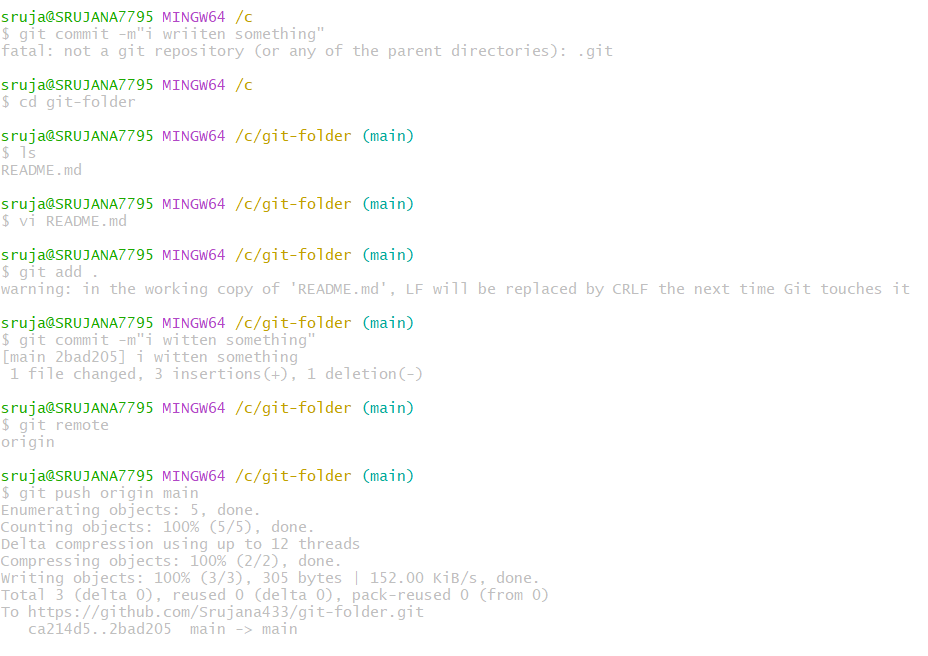 sruja@SRUJANA7795 MINGW64 /c
$ git commit -m"i wriiten something"
fatal: not a git repository (or any of the parent directories): .git
sruja@SRUJANA7795 MINGW64 /c
$ cd git-folder
sruja@SRUJANA7795 MINGW64 /c/git-folder (main)
$ ls
README.md
sruja@SRUJANA7795 MINGW64 /c/git-folder (main)
$ vi README.md
sruja@SRUJANA7795 MINGW64 /c/git-folder (main)
$ git add .
warning: in the working copy of 'README.md', LF will be replaced by CRLF the next time Git touches it
sruja@SRUJANA7795 MINGW64 /c/git-folder (main)
$ git commit -m"i witten something"
[main 2bad205] i witten something
 1 file changed, 3 insertions(+), 1 deletion(-)
sruja@SRUJANA7795 MINGW64 /c/git-folder (main)
$ git remote
origin
sruja@SRUJANA7795 MINGW64 /c/git-folder (main)
$ git push origin main
Enumerating objects: 5, done.
Counting objects: 100% (5/5), done.
Delta compression using up to 12 threads
Compressing objects: 100% (2/2), done.
Writing objects: 100% (3/3), 305 bytes | 152.00 KiB/s, done.
Total 3 (delta 0), reused 0 (delta 0), pack-reused 0 (from 0)
To https://github.com/Srujana433/git-folder.git
   ca214d5..2bad205  main -> main